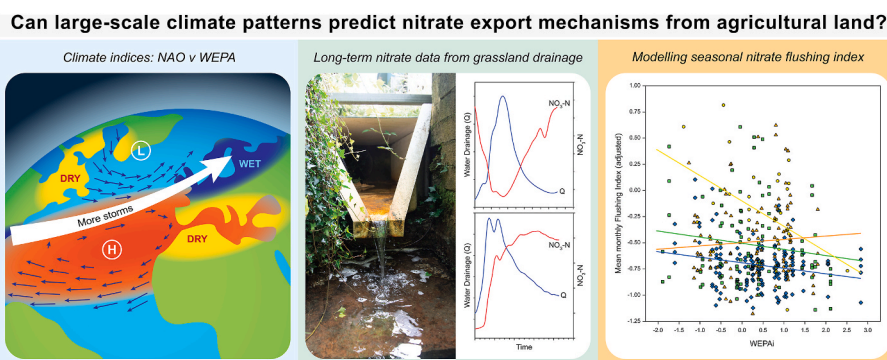 Can large-scale climate patterns predict nitrate export mechanisms from agricultural land?
Climate indices: NAO v WEPA
L
DRY
WET
More storms
H
DRY
Long-term nitrate data from grassland drainage
Water Drainage (Q)
NO₃-N
NO₃-N
Q
Water Drainage (Q)
NO₃-N
NO₃-N
Q
Time
Modelling seasonal nitrate flushing index
Mean monthly Flushing Index (adjusted)
1.00
0.75
0.50
0.25
0.00
-0.25
-0.50
-0.75
-1.00
-1.25
-2.0 -1.5 -1.0 -0.5 0.0 0.5 1.0 1.5 2.0 2.5 3.0
WEPAi